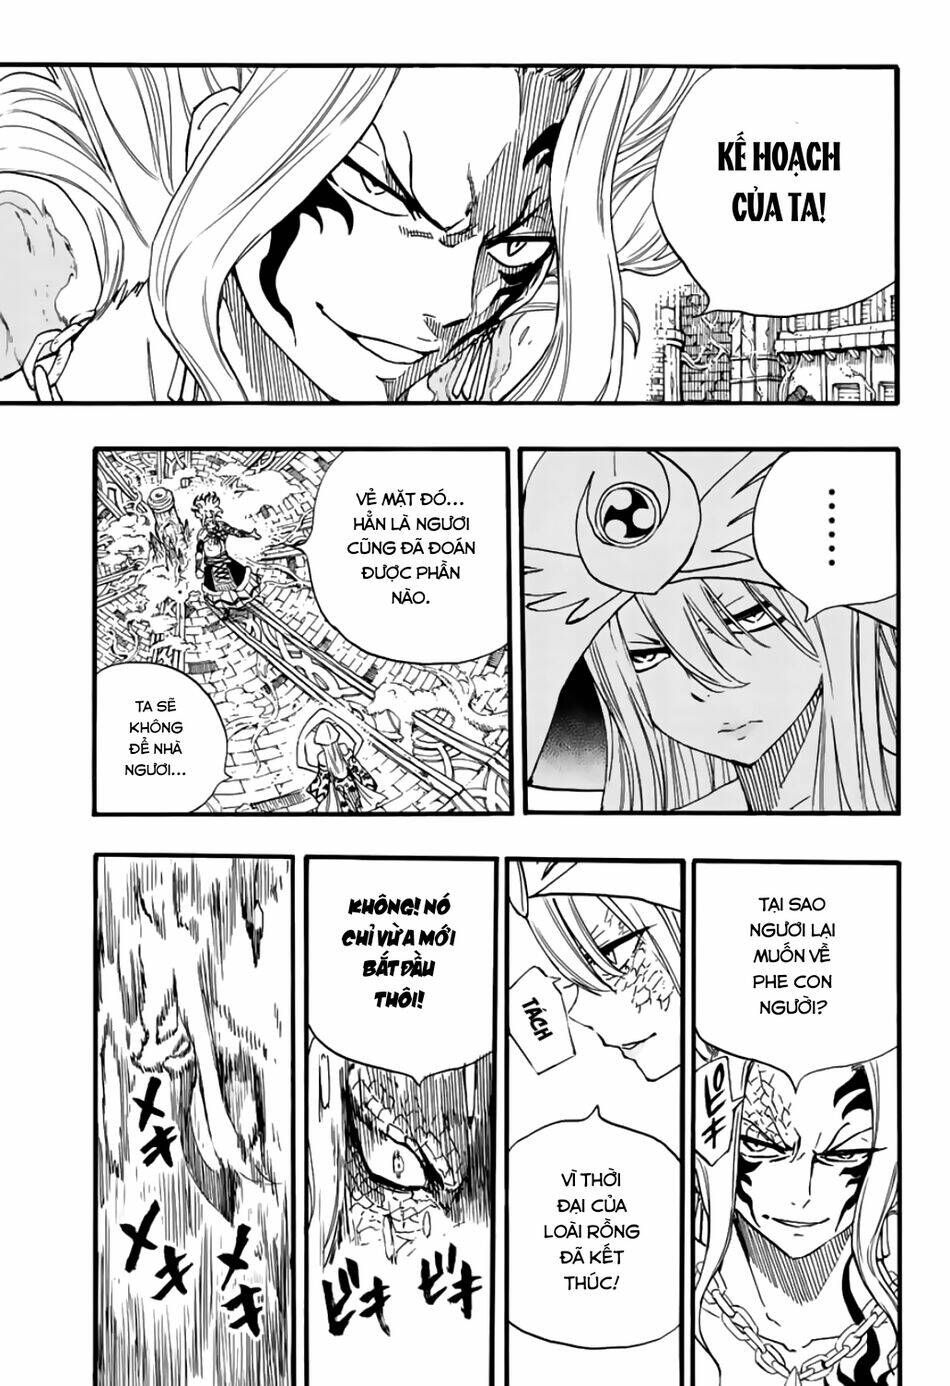 KẾ HOẠCH
CỦA TA!
......
VẺ MẶT ĐÓ...
HẲN LÀ NGƯƠI
CŨNG ĐÃ ĐOÁN
ĐƯỢC PHẦN
NÀO.
TA SẼ
KHÔNG
ĐỂ NHÀ
NGƯƠI...
TẠI SAO
NGƯƠI LẠI
MUỐN VỀ
PHE CON
NGƯỜI?
ピキ
TÁCH
VÌ THỜI
ĐẠI CỦA
LOÀI RỒNG
ĐÃ KẾT
THÚC!
KHÔNG! NÓ
CHỈ VỪA MỚI
BẮT ĐẦU
THÔI!
ビキ
ビキ
メキ
メキ